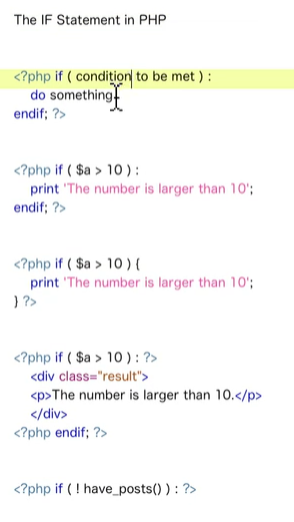 The IF Statement in PHP
<?php if ( condition to be met ) :
do something
endif; ?>
<?php if ( $a > 10 ) :
print 'The number is larger than 10';
endif; ?>
<?php if ( $a > 10 ) {
print 'The number is larger than 10';
} ?>
<?php if ( $a > 10 ) : ?>
<div class="result">
<p>The number is larger than 10.</p>
</div>
<?php endif; ?>
<?php if ( ! have_posts() ) : ?>